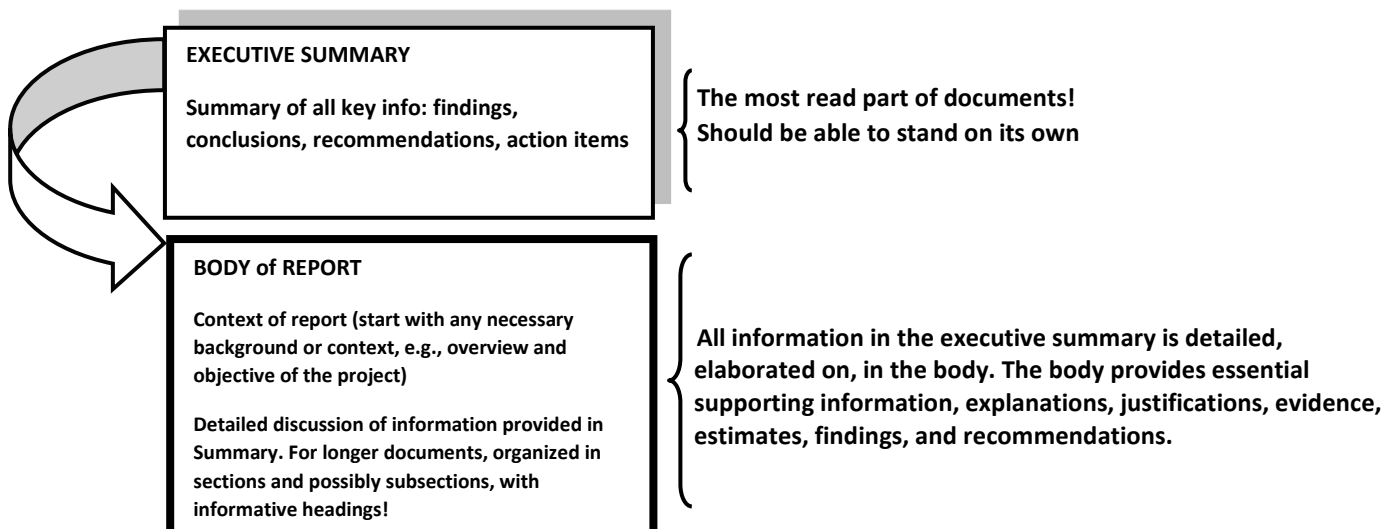 EXECUTIVE SUMMARY
Summary of all key info: findings,
conclusions, recommendations, action items
The most read part of documents!
Should be able to stand on its own
BODY of REPORT
Context of report (start with any necessary
background or context, e.g., overview and
objective of the project)
Detailed discussion of information provided in
Summary. For longer documents, organized in
sections and possibly subsections, with
informative headings!
All information in the executive summary is detailed,
elaborated on, in the body. The body provides essential
supporting information, explanations, justifications, evidence,
estimates, findings, and recommendations.